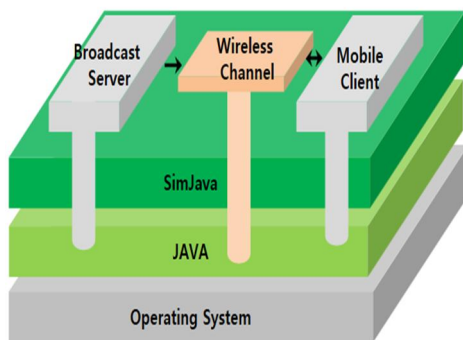 Broadcast
Server
Wireless
Channel
Mobile
Client
SimJava
JAVA
Operating System